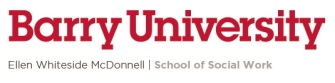 Barry University
Ellen Whiteside McDonnell | School of Social Work